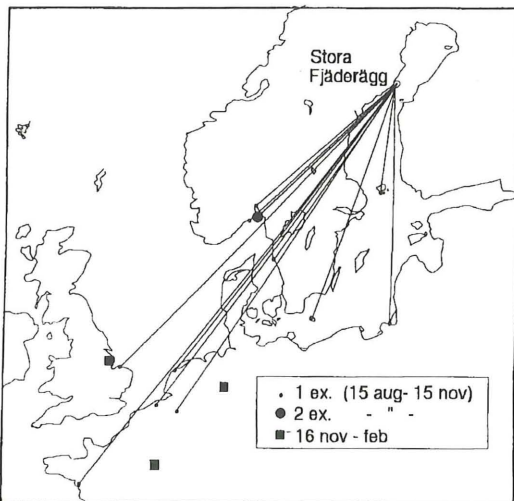 Stora
Fjäderägg
1 ex. (15 aug- 15 nov)
2 ex. - " -
16 nov - feb